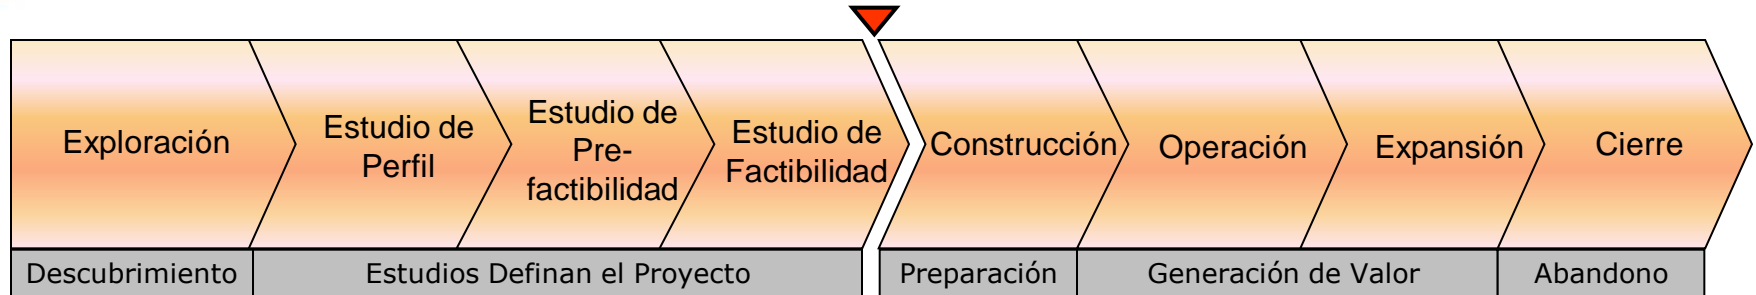 Exploración
Estudio de
Perfil
Estudio de
Pre-
factibilidad
Estudio de
Factibilidad
Construcción
Operación
Expansión
Cierre
Descubrimiento
Estudios Definan el Proyecto
Preparación
Generación de Valor
Abandono